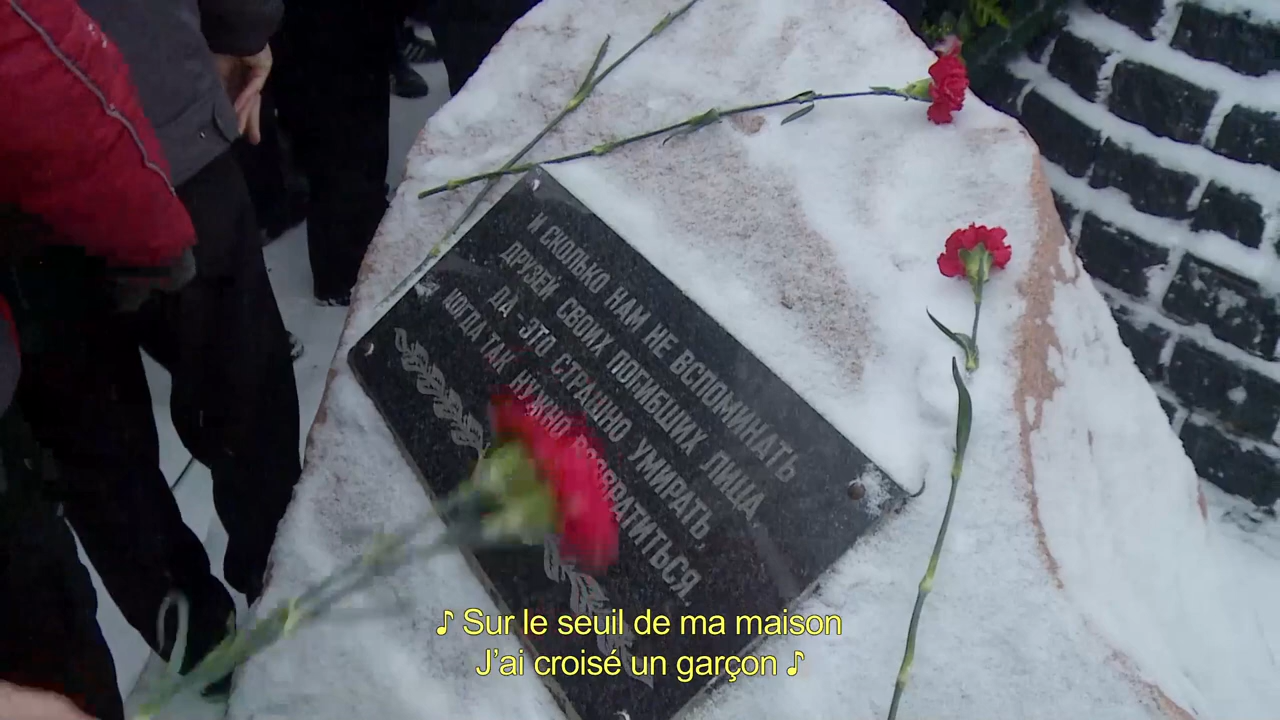 И СКОЛЬКО НАМ НЕ ВСПОМИНАТЬ
ДРУЗЕЙ СВОИХ ПОГИБШИХ ЛИЦА
ДА - ЭТО СТРАШНО УМИРАТЬ,
КОГДА ТАК НУЖНО ВОЗВРАТИТЬСЯ
♪ Sur le seuil de ma maison
J'ai croisé un garçon ♪